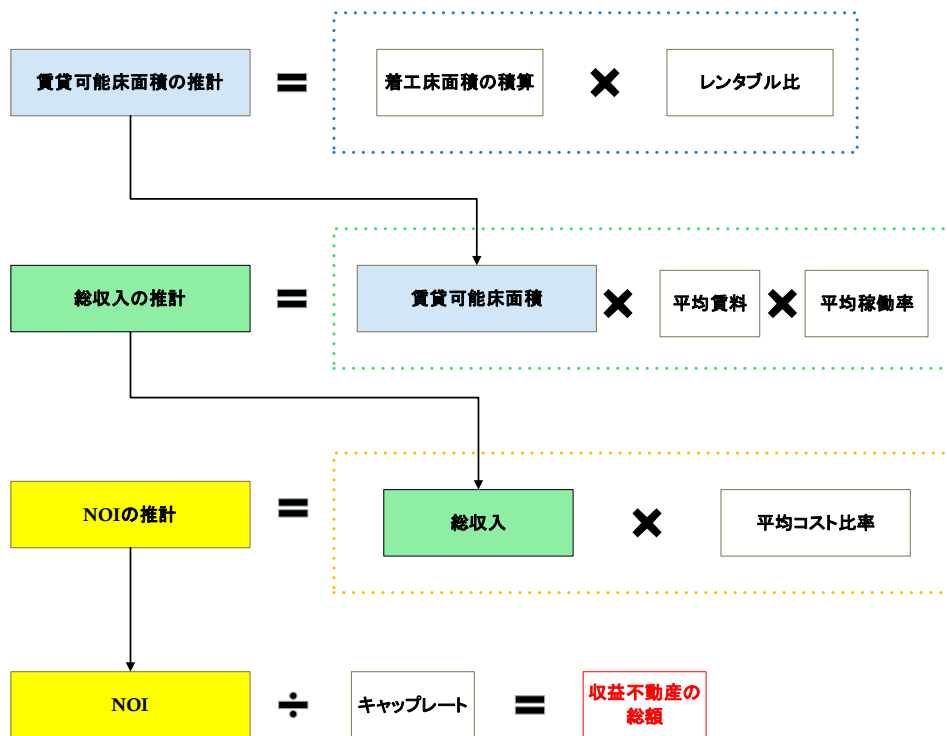 賃貸可能床面積の推計 = 着工床面積の積算 × レンタブル比
総収入の推計 = 賃貸可能床面積 × 平均賃料 × 平均稼働率
NOIの推計 = 総収入 × 平均コスト比率
NOI ÷ キャップレート = 収益不動産の
総額